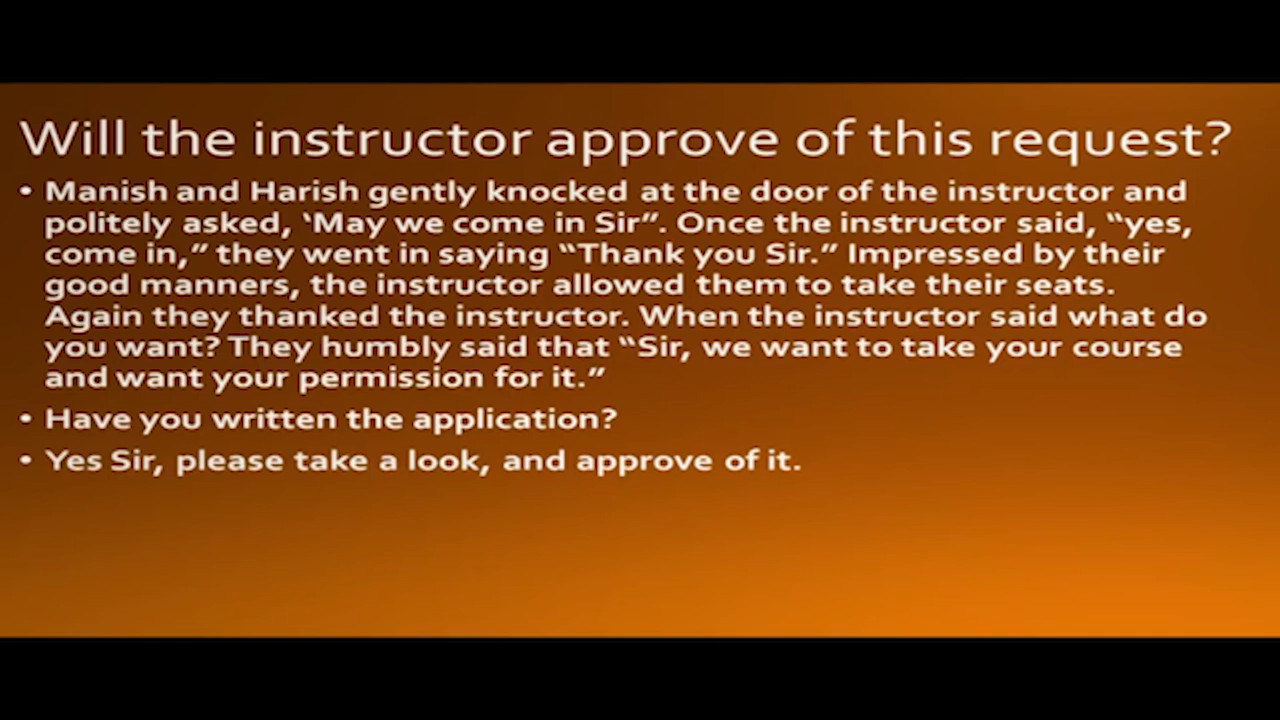 Will the instructor approve of this request?
• Manish and Harish gently knocked at the door of the instructor and
politely asked, ‘May we come in Sir”. Once the instructor said, “yes,
come in,” they went in saying “Thank you Sir.” Impressed by their
good manners, the instructor allowed them to take their seats.
Again they thanked the instructor. When the instructor said what do
you want? They humbly said that “Sir, we want to take your course
and want your permission for it.”
• Have you written the application?
• Yes Sir, please take a look, and approve of it.